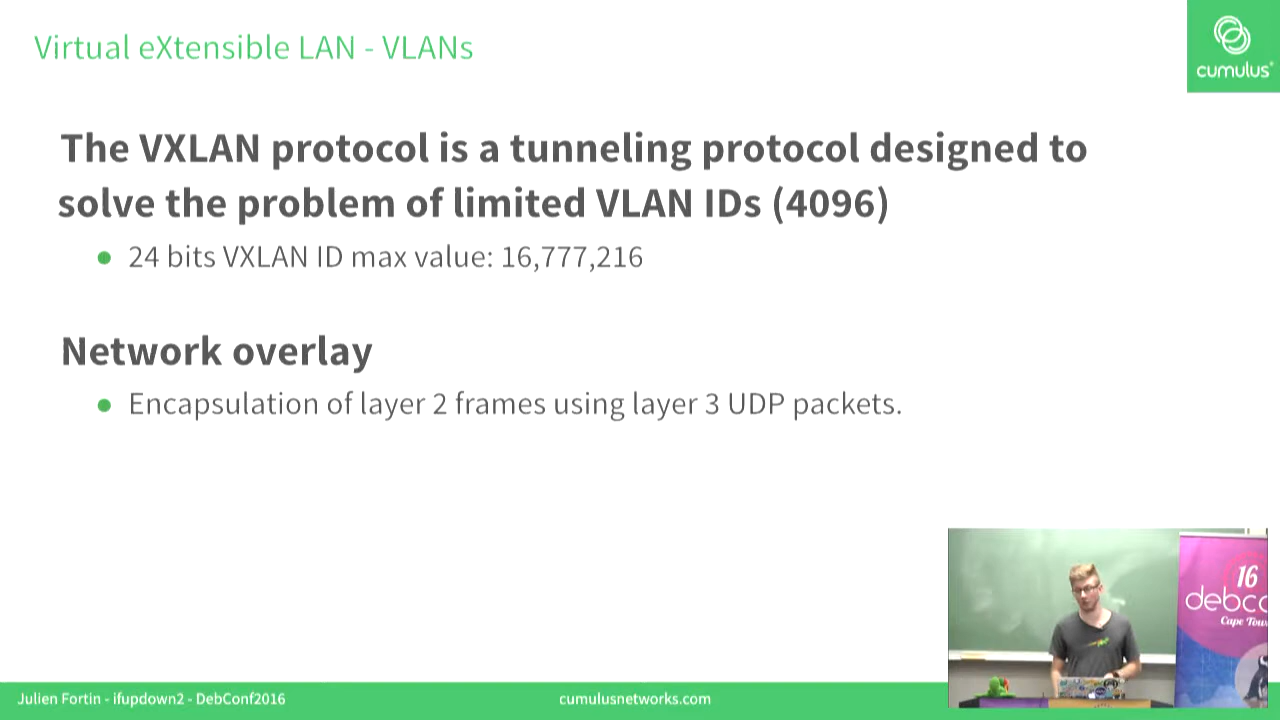 Virtual eXtensible LAN - VLANs
cumulus
The VXLAN protocol is a tunneling protocol designed to
solve the problem of limited VLAN IDs (4096)
24 bits VXLAN ID max value: 16,777,216
Network overlay
Encapsulation of layer 2 frames using layer 3 UDP packets.
16
debco
Cape Tow
Julien Fortin - ifupdown2 - DebConf2016
cumulusnetworks.com